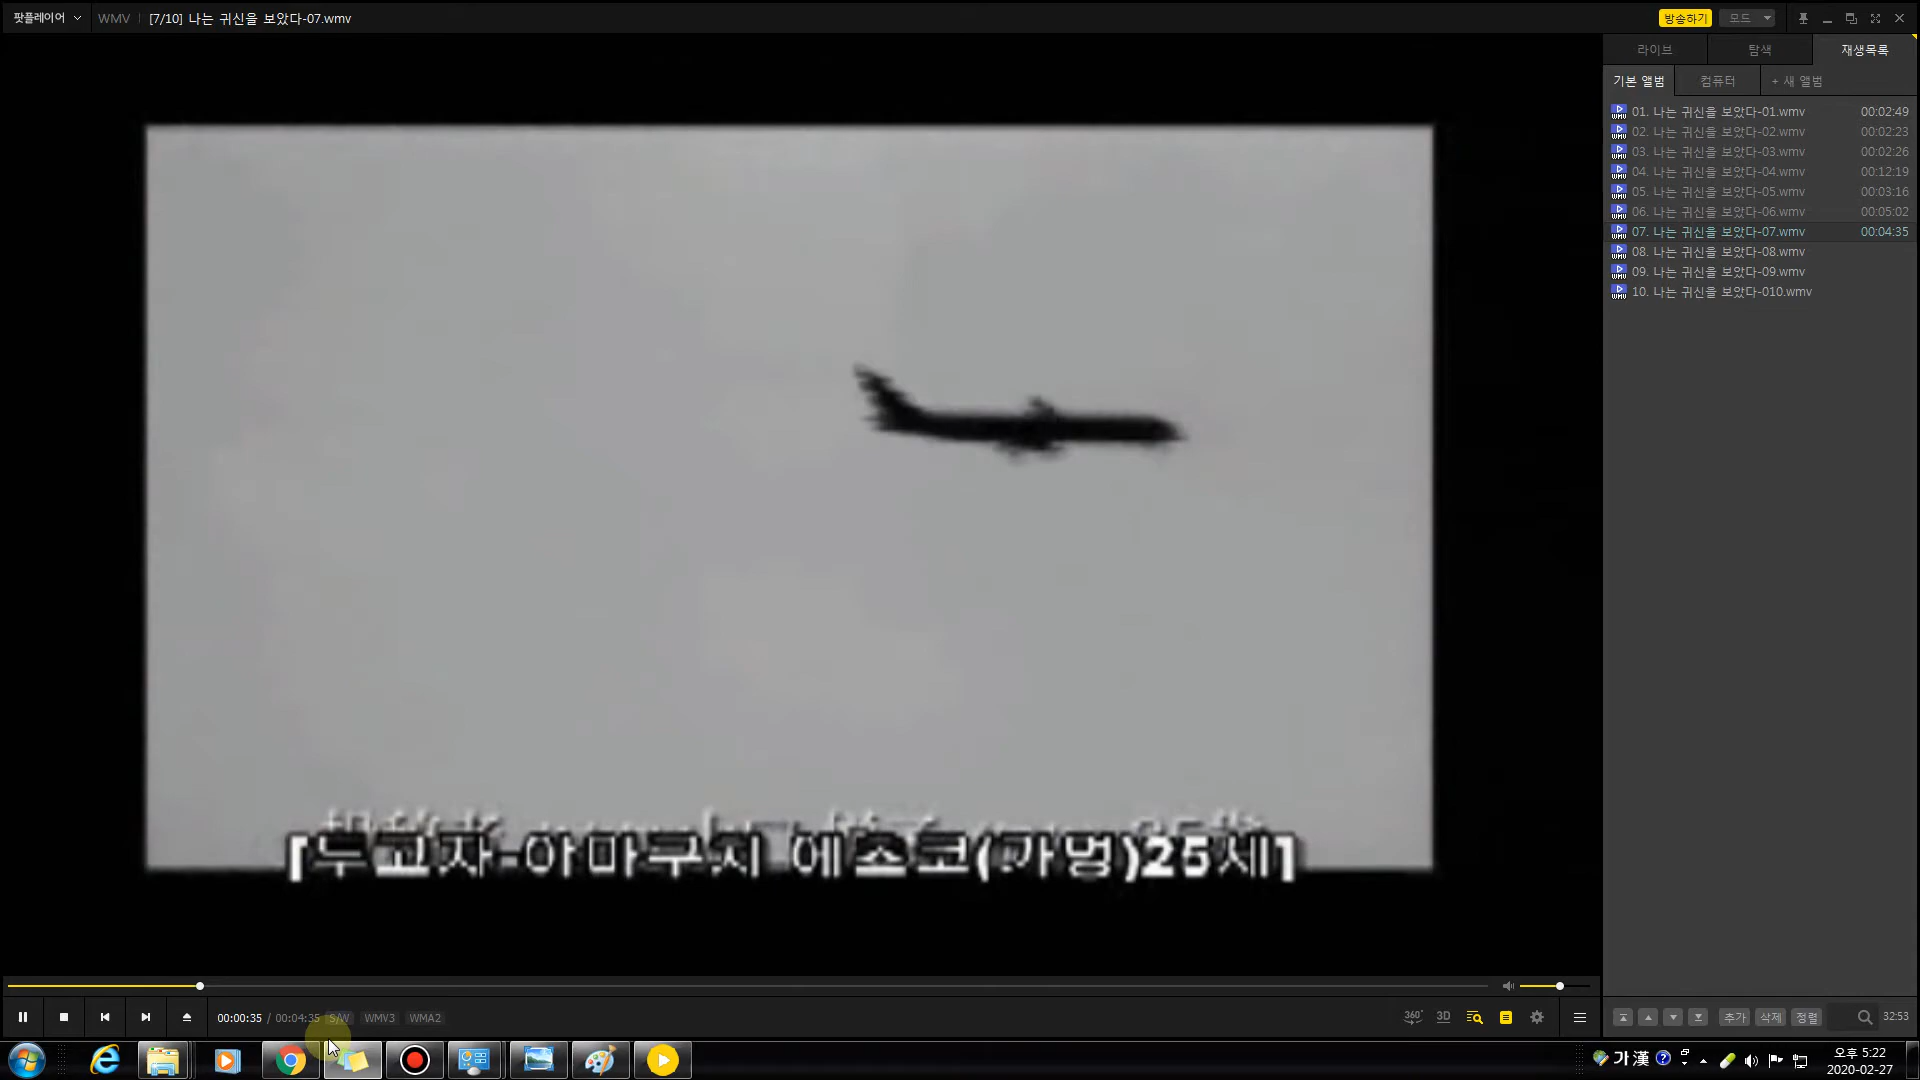 팟플레이어 WMV [7/10] 나는 귀신을 보았다-07.wmv 방송하기 모드
라이브 탐색 재생목록
기본 앨범 컴퓨터 + 새 앨범
01. 나는 귀신을 보았다-01.wmv 00:02:49
02. 나는 귀신을 보았다-02.wmv 00:02:23
03. 나는 귀신을 보았다-03.wmv 00:02:26
04. 나는 귀신을 보았다-04.wmv 00:12:19
05. 나는 귀신을 보았다-05.wmv 00:03:16
06. 나는 귀신을 보았다-06.wmv 00:05:02
07. 나는 귀신을 보았다-07.wmv 00:04:35
08. 나는 귀신을 보았다-08.wmv
09. 나는 귀신을 보았다-09.wmv
10. 나는 귀신을 보았다-010.wmv
「투고자-야마구치 에츠코(가명)25세」
00:00:35 / 00:04:35 S/W WMV3 WMA2 360° 3D 추가 삭제 정렬 32:53
가 漢 오후 5:22
2020-02-27